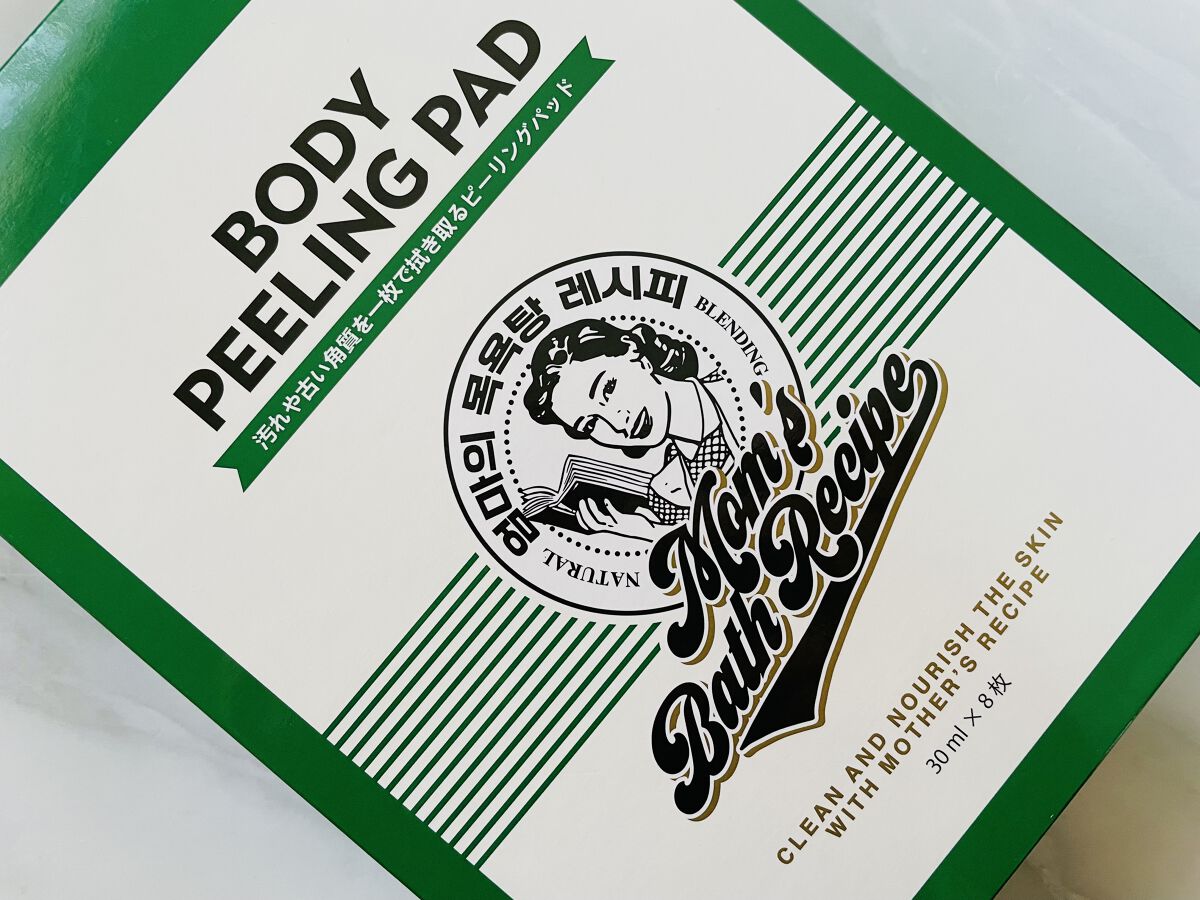 BODY
PEELING PAD
汚れや古い角質を一枚で拭き取るピーリングパッド
엄마의 목욕탕 레시피
NATURAL
BLENDING
Mom's
Bath Recipe
CLEAN AND NOURISH THE SKIN
WITH MOTHER'S RECIPE
30 ml × 8 枚